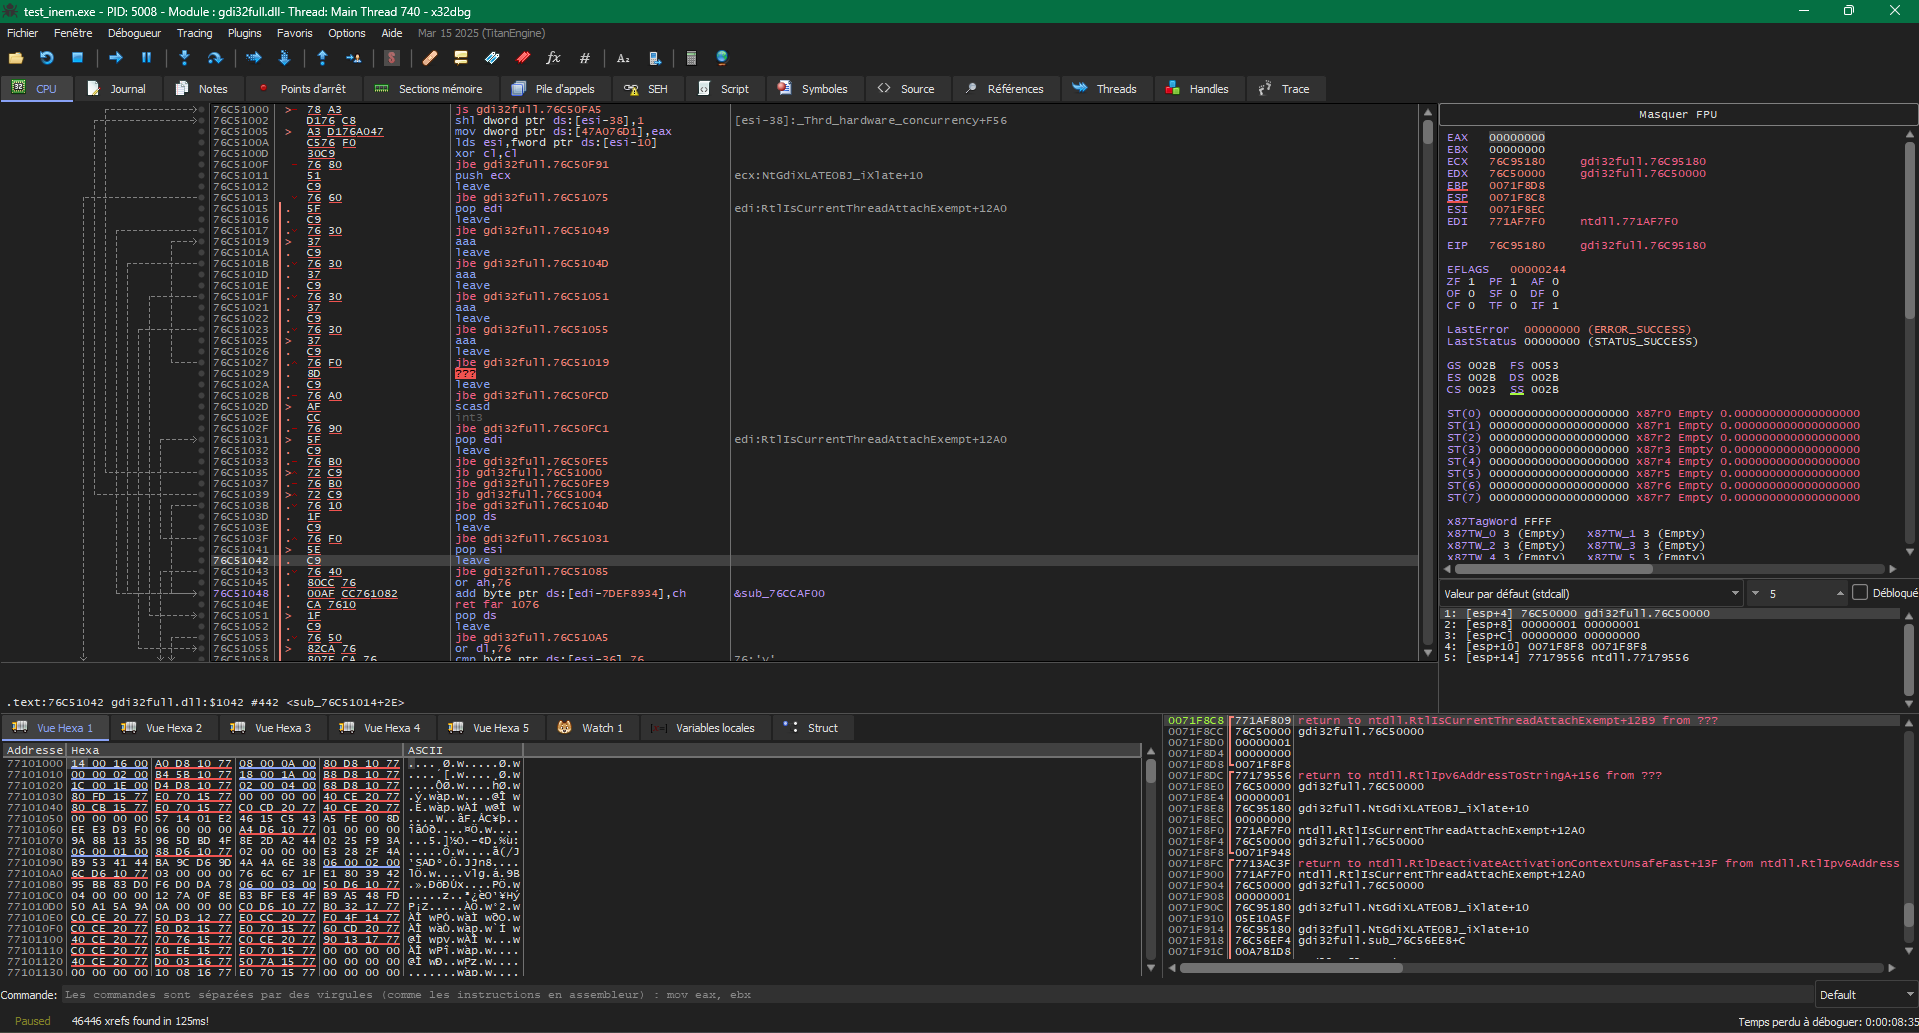 test_inem.exe - PID: 5008 - Module : gdi32full.dll- Thread: Main Thread 740 - x32dbg
Fichier Fenêtre Débogueur Tracing Plugins Favoris Options Aide Mar 15 2025 (TitanEngine)
CPU Journal Notes Points d'arrêt Sections mémoire Pile d'appels SEH Script Symboles Source Références Threads Handles Trace
76C51000 > 78 A3 js gdi32full.76C50FA5
76C51002 D176 C8 shl dword ptr ds:[esi-38],1 [esi-38]:_Thrd_hardware_concurrency+F56
76C51005 > A3 D176A047 mov dword ptr ds:[47A076D1],eax
76C5100A C576 F0 lds esi,fword ptr ds:[esi-10]
76C5100D 30C9 xor cl,cl
76C5100F 76 80 jbe gdi32full.76C50F91
76C51011 51 push ecx ecx:NtGdiXLATEOBJ_iXlate+10
76C51012 C9 leave
76C51013 76 60 jbe gdi32full.76C51075
76C51015 . 5F pop edi edi:RtlIsCurrentThreadAttachExempt+12A0
76C51016 . C9 leave
76C51017 . 76 30 jbe gdi32full.76C51049
76C51019 > 37 aaa
76C5101A . C9 leave
76C5101B . 76 30 jbe gdi32full.76C5104D
76C5101D . 37 aaa
76C5101E . C9 leave
76C5101F . 76 30 jbe gdi32full.76C51051
76C51021 . 37 aaa
76C51022 . C9 leave
76C51023 . 76 30 jbe gdi32full.76C51055
76C51025 > 37 aaa
76C51026 . C9 leave
76C51027 . 76 F0 jbe gdi32full.76C51019
76C51029 . 8D ???
76C5102A . C9 leave
76C5102B . 76 A0 jbe gdi32full.76C50FCD
76C5102D > AF scasd
76C5102E . CC int3
76C5102F . 76 90 jbe gdi32full.76C50FC1
76C51031 > 5F pop edi edi:RtlIsCurrentThreadAttachExempt+12A0
76C51032 . C9 leave
76C51033 . 76 B0 jbe gdi32full.76C50FE5
76C51035 > 72 C9 jb gdi32full.76C51000
76C51037 . 76 B0 jbe gdi32full.76C50FE9
76C51039 > 72 C9 jb gdi32full.76C51004
76C5103B . 76 10 jbe gdi32full.76C5104D
76C5103D . 1F pop ds
76C5103E . C9 leave
76C5103F . 76 F0 jbe gdi32full.76C51031
76C51041 > 5E pop esi
76C51042 . C9 leave
76C51043 . 76 40 jbe gdi32full.76C51085
76C51045 . 80CC 76 or ah,76
76C51048 . 00AF CC761082 add byte ptr ds:[edi-7DEF8934],ch &sub_76CCAF00
76C5104E . CA 7610 ret far 1076
76C51051 > 1F pop ds
76C51052 . C9 leave
76C51053 . 76 50 jbe gdi32full.76C510A5
76C51055 > 82CA 76 or dl,76
76C51058 . 807E CA 76 cmp byte ptr ds:[esi-36],76 76:'v'
.text:76C51042 gdi32full.dll:$1042 #442 <sub_76C51014+2E>
Masquer FPU
EAX 00000000
EBX 00000000
ECX 76C95180 gdi32full.76C95180
EDX 76C50000 gdi32full.76C50000
EBP 0071F8D8
ESP 0071F8C8
ESI 0071F8EC
EDI 771AF7F0 ntdll.771AF7F0
EIP 76C95180 gdi32full.76C95180
EFLAGS 00000244
ZF 1 PF 1 AF 0
OF 0 SF 0 DF 0
CF 0 TF 0 IF 1
LastError 00000000 (ERROR_SUCCESS)
LastStatus 00000000 (STATUS_SUCCESS)
GS 002B FS 0053
ES 002B DS 002B
CS 0023 SS 002B
ST(0) 00000000000000000000 x87r0 Empty 0.000000000000000000
ST(1) 00000000000000000000 x87r1 Empty 0.000000000000000000
ST(2) 00000000000000000000 x87r2 Empty 0.000000000000000000
ST(3) 00000000000000000000 x87r3 Empty 0.000000000000000000
ST(4) 00000000000000000000 x87r4 Empty 0.000000000000000000
ST(5) 00000000000000000000 x87r5 Empty 0.000000000000000000
ST(6) 00000000000000000000 x87r6 Empty 0.000000000000000000
ST(7) 00000000000000000000 x87r7 Empty 0.000000000000000000
x87TagWord FFFF
x87TW_0 3 (Empty) x87TW_1 3 (Empty)
x87TW_2 3 (Empty) x87TW_3 3 (Empty)
x87TW_4 3 (Empty) x87TW_5 3 (Empty)
Valeur par défaut (stdcall) 5 Débloqué
1: [esp+4] 76C50000 gdi32full.76C50000
2: [esp+8] 00000001 00000001
3: [esp+C] 00000000 00000000
4: [esp+10] 0071F8F8 0071F8F8
5: [esp+14] 77179556 ntdll.77179556
Vue Hexa 1 Vue Hexa 2 Vue Hexa 3 Vue Hexa 4 Vue Hexa 5 Watch 1 Variables locales Struct
Addresse Hexa ASCII
77101000 14 00 16 00 A0 D8 10 77 08 00 0A 00 80 D8 10 77
77101010 00 00 02 00 B4 5B 10 77 18 00 1A 00 B8 D8 10 77
77101020 1C 00 1E 00 D4 D8 10 77 02 00 04 00 68 D8 10 77
77101030 80 FD 15 77 E0 70 15 77 00 00 00 00 40 CE 20 77
77101040 80 CB 15 77 E0 70 15 77 C0 CD 20 77 40 CE 20 77
77101050 00 00 00 00 57 14 01 E2 46 15 C5 43 A5 FE 00 8D
77101060 EE E3 D3 F0 06 00 00 00 A4 D6 10 77 01 00 00 00
77101070 9A 8B 13 35 96 5D BD 4F 8E 2D A2 44 02 25 F9 3A
77101080 06 00 01 00 88 D6 10 77 02 00 00 00 E3 28 2F 4A
77101090 B9 53 41 44 BA 9C D6 9D 4A 4A 6E 38 06 00 02 00
771010A0 6C D6 10 77 03 00 00 00 76 6C 67 1F E1 80 39 42
771010B0 95 BB 83 D0 F6 D0 DA 78 06 00 03 00 50 D6 10 77
771010C0 04 00 00 00 12 7A 0F 8E B3 BF E8 4F B9 A5 48 FD
771010D0 50 A1 5A 9A 0A 00 00 00 C0 D6 10 77 B0 32 17 77
771010E0 C0 CE 20 77 50 D3 12 77 E0 CC 20 77 F0 4F 14 77
771010F0 C0 CE 20 77 E0 D2 15 77 E0 70 15 77 60 CD 20 77
77101100 40 CE 20 77 70 76 15 77 C0 CE 20 77 90 13 17 77
77101110 C0 CE 20 77 50 EE 15 77 E0 70 15 77 00 00 00 00
77101120 40 CE 20 77 D0 03 16 77 50 7A 15 77 00 00 00 00
77101130 00 00 00 00 10 08 16 77 E0 70 15 77 00 00 00 00
0071F8C8 771AF809 return to ntdll.RtlIsCurrentThreadAttachExempt+12B9 from ???
0071F8CC 76C50000 gdi32full.76C50000
0071F8D0 00000001
0071F8D4 00000000
0071F8D8 0071F8F8
0071F8DC 77179556 return to ntdll.RtlIpv6AddressToStringA+156 from ???
0071F8E0 76C50000 gdi32full.76C50000
0071F8E4 00000001
0071F8E8 76C95180 gdi32full.NtGdiXLATEOBJ_iXlate+10
0071F8EC 00000000
0071F8F0 771AF7F0 ntdll.RtlIsCurrentThreadAttachExempt+12A0
0071F8F4 76C50000 gdi32full.76C50000
0071F8F8 0071F948
0071F8FC 7713AC3F return to ntdll.RtlDeactivateActivationContextUnsafeFast+13F from ntdll.RtlIpv6Address
0071F900 771AF7F0 ntdll.RtlIsCurrentThreadAttachExempt+12A0
0071F904 76C50000 gdi32full.76C50000
0071F908 00000001
0071F90C 76C95180 gdi32full.NtGdiXLATEOBJ_iXlate+10
0071F910 05E10A5F
0071F914 76C95180 gdi32full.NtGdiXLATEOBJ_iXlate+10
0071F918 76C56EF4 gdi32full.sub_76C56EE8+C
0071F91C 00A7B1D8
Commande: Les commandes sont séparées par des virgules (comme les instructions en assembleur) : mov eax, ebx Default
Paused 46446 xrefs found in 125ms! Temps perdu à déboguer: 0:00:08:35